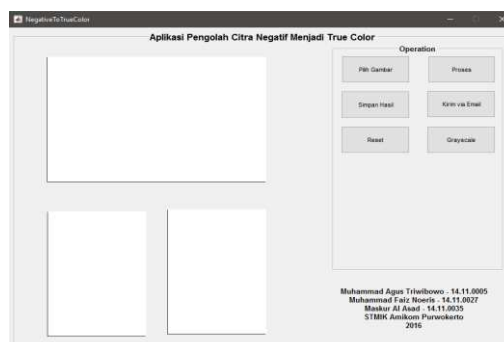 NegativeToTrueColor
Aplikasi Pengolah Citra Negatif Menjadi True Color
Operation
Pilih Gambar
Proses
Simpan Hasil
Kirim via Email
Reset
Grayscale
Muhammad Agus Triwibowo - 14.11.0005
Muhammad Faiz Noeris - 14.11.0027
Maskur Al Asad - 14.11.0035
STMIK Amikom Purwokerto
2016